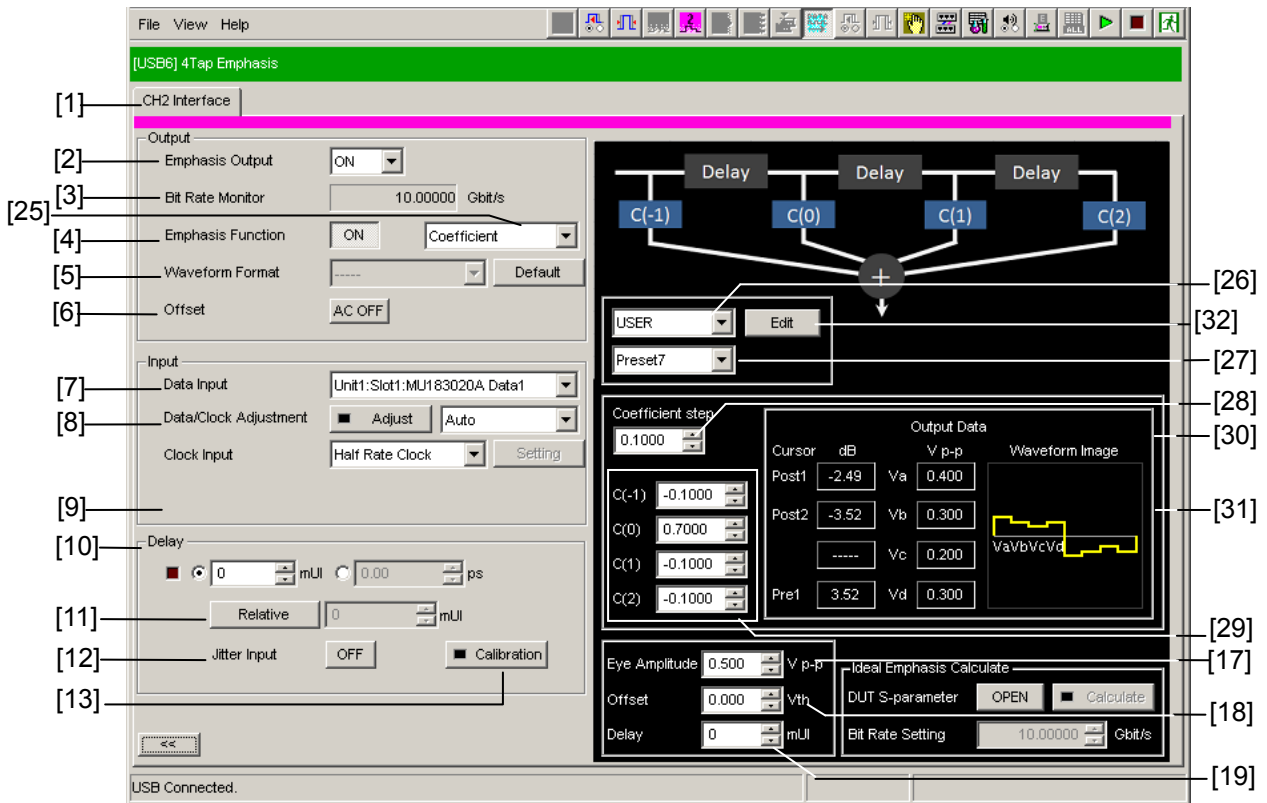 File View Help
ALL
[USB6] 4Tap Emphasis
[1]
CH2 Interface
Output
[2]
Emphasis Output
ON
[3]
Bit Rate Monitor
10.00000 Gbit/s
[25]
[4]
Emphasis Function
ON
Coefficient
[5]
Waveform Format
-----
Default
[6]
Offset
AC OFF
Input
[7]
Data Input
Unit1:Slot1:MU183020A Data1
[8]
Data/Clock Adjustment
Adjust
Auto
Clock Input
Half Rate Clock
Setting
[9]
Delay
[10]
0 mUI
0.00 ps
[11]
Relative
0 mUI
[12]
Jitter Input
OFF
Calibration
[13]
<<
USB Connected.
Delay
Delay
Delay
C(-1)
C(0)
C(1)
C(2)
+
[26]
USER
Edit
[32]
Preset7
[27]
[28]
Coefficient step
0.1000
C(-1) -0.1000
C(0) 0.7000
C(1) -0.1000
C(2) -0.1000
[29]
Output Data
[30]
Cursor dB V p-p Waveform Image
Post1 -2.49 Va 0.400
Post2 -3.52 Vb 0.300
[31]
----- Vc 0.200
Pre1 3.52 Vd 0.300
VaVbVcVd
Eye Amplitude 0.500 V p-p
[17]
Offset 0.000 Vth
[18]
Delay 0 mUI
[19]
Ideal Emphasis Calculate
DUT S-parameter
OPEN
Calculate
Bit Rate Setting
10.00000 Gbit/s